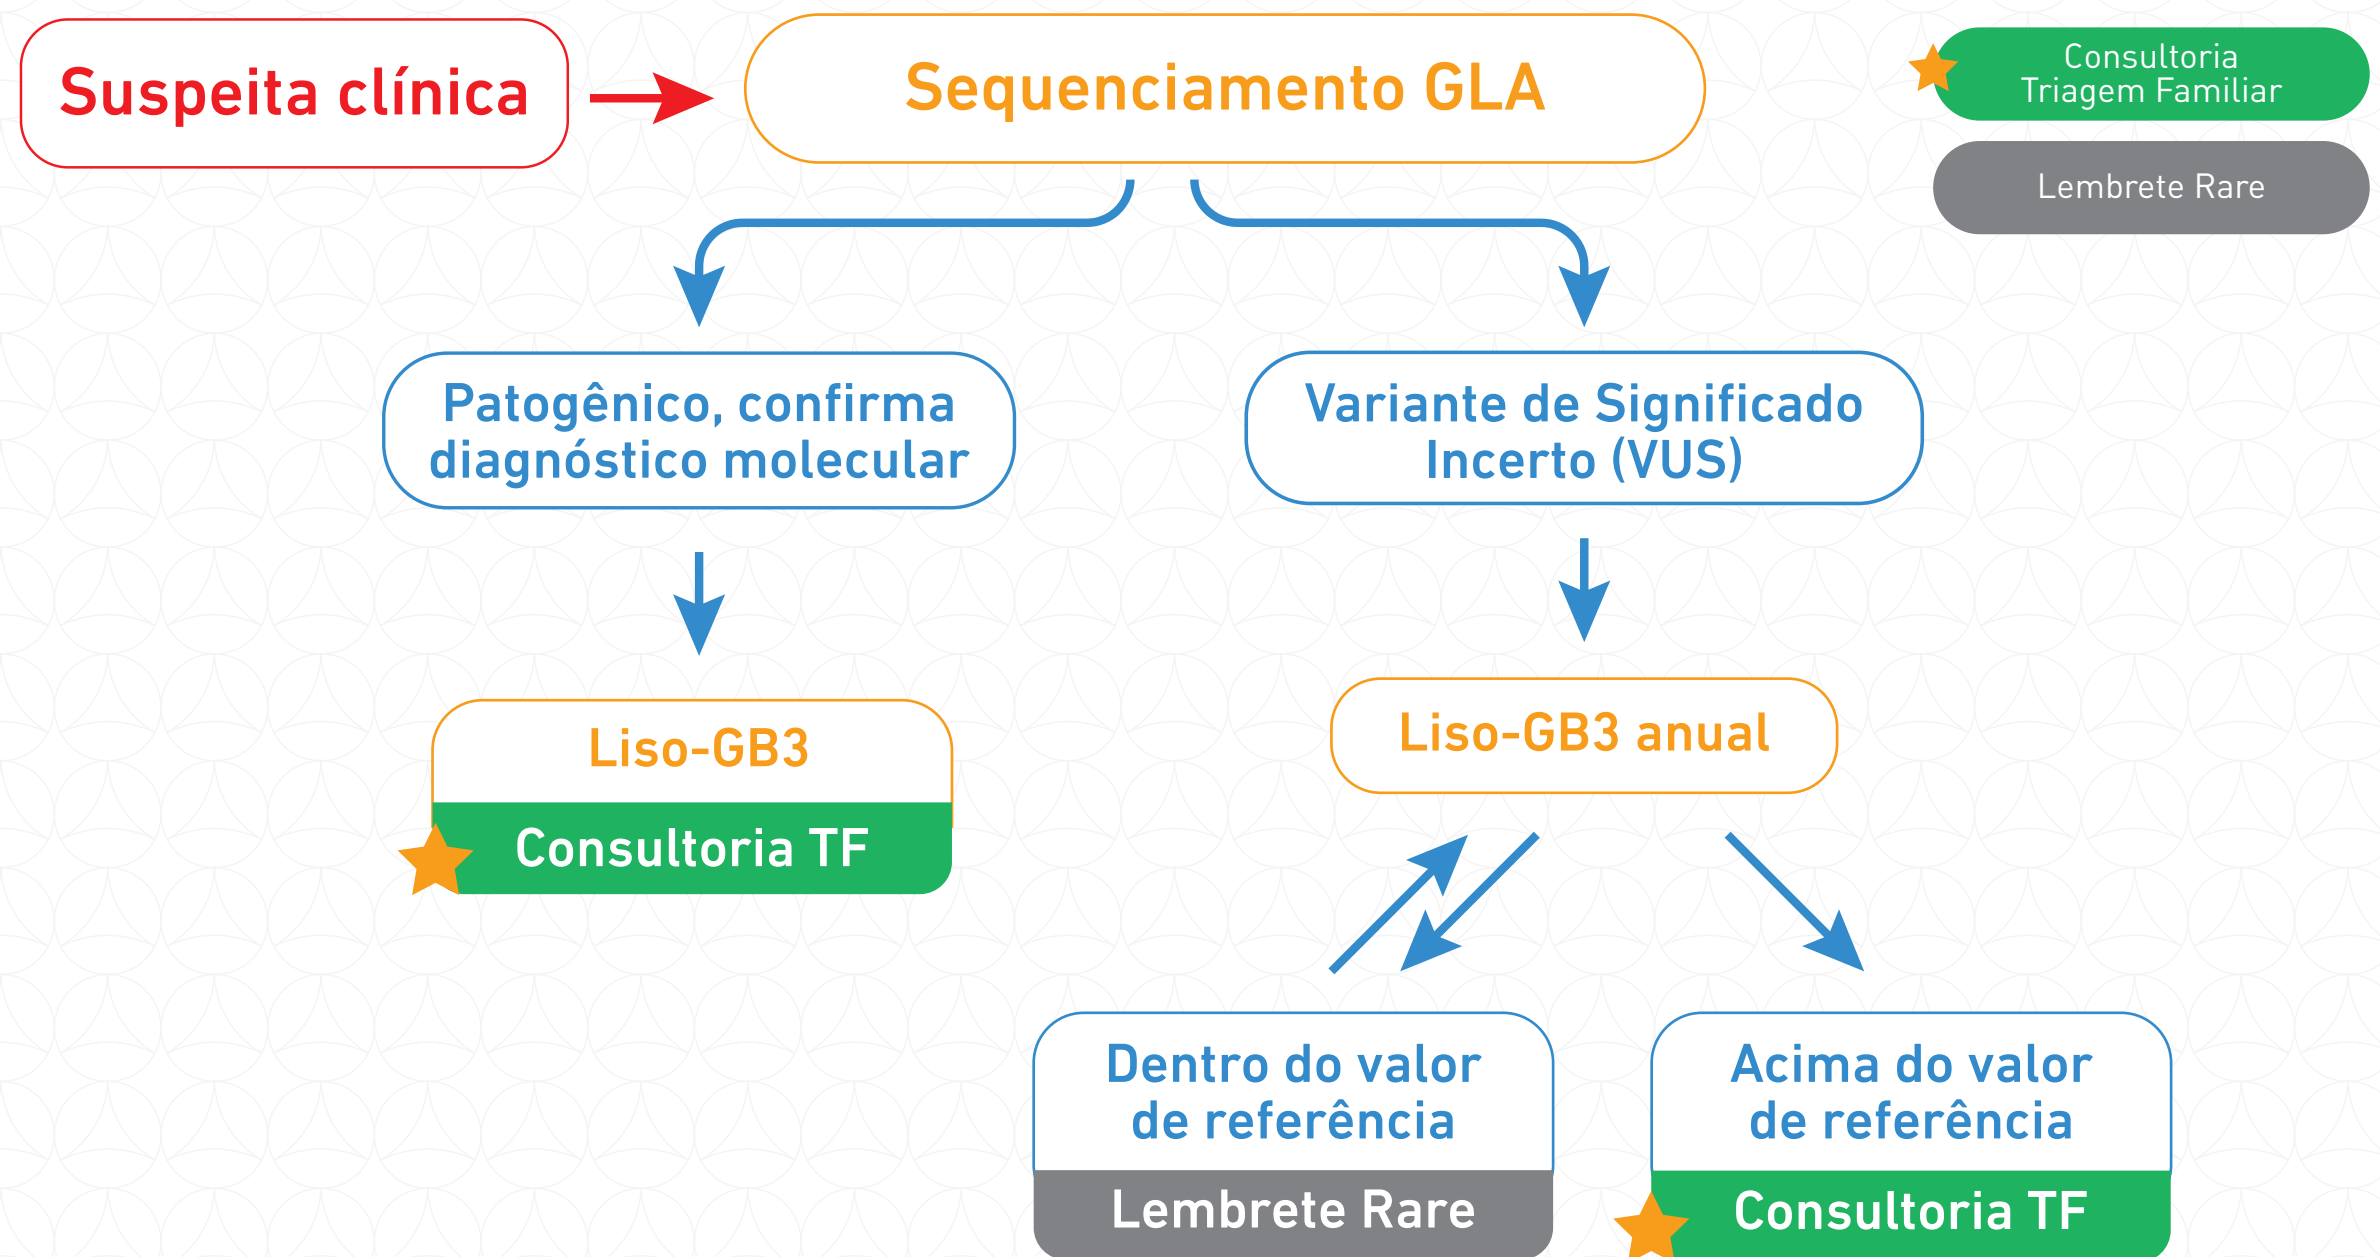 Suspeita clínica
Sequenciamento GLA
Consultoria
Triagem Familiar
Lembrete Rare
Patogênico, confirma
diagnóstico molecular
Variante de Significado
Incerto (VUS)
Liso-GB3
Consultoria TF
Liso-GB3 anual
Dentro do valor
de referência
Lembrete Rare
Acima do valor
de referência
Consultoria TF